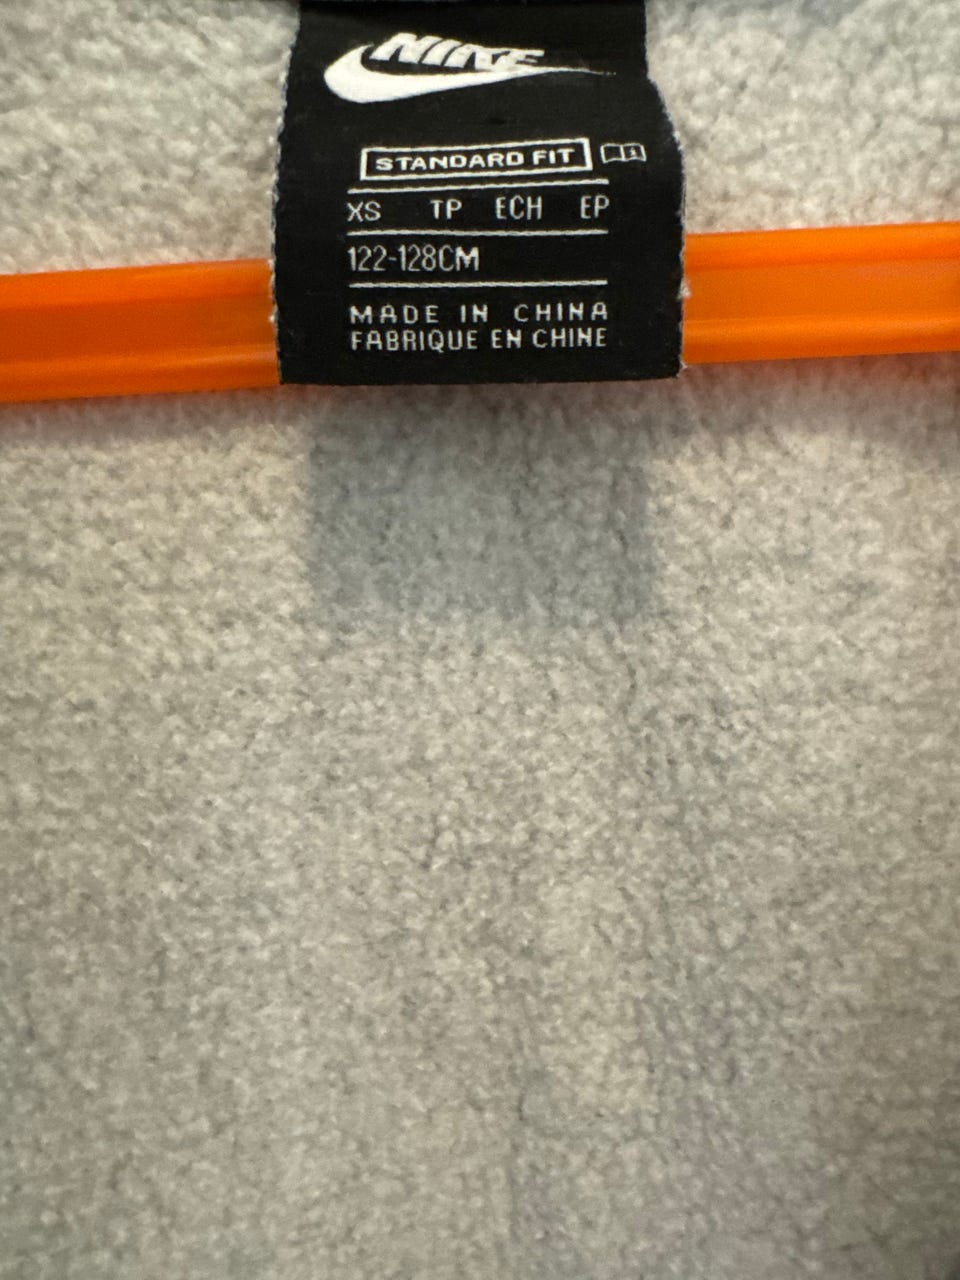 NIKE
STANDARD FIT
XS TP ECH EP
122-128CM
MADE IN CHINA
FABRIQUE EN CHINE